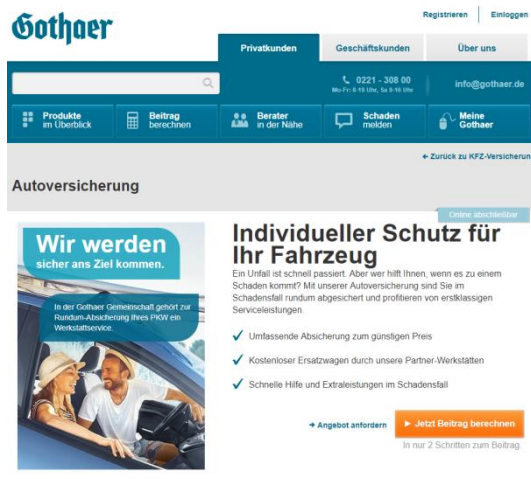 Gothaer
Registrieren
Einloggen
Privatkunden
Geschäftskunden
Über uns
0221 - 308 00
Mo-Fr: 8-19 Uhr, Sa 9-16 Uhr
info@gothaer.de
Produkte
im Überblick
Beitrag
berechnen
Berater
in der Nähe
Schaden
melden
Meine
Gothaer
Zurück zu KFZ-Versicherun
Autoversicherung
Online abschließbar
Wir werden
sicher ans Ziel kommen.
In der Gothaer Gemeinschaft gehört zur
Rundum-Absicherung Ihres PKW ein
Werkstattservice.
Individueller Schutz für
Ihr Fahrzeug
Ein Unfall ist schnell passiert. Aber wer hilft Ihnen, wenn es zu einem
Schaden kommt? Mit unserer Autoversicherung sind Sie im
Schadensfall rundum abgesichert und profitieren von erstklassigen
Serviceleistungen.
Umfassende Absicherung zum günstigen Preis
Kostenloser Ersatzwagen durch unsere Partner-Werkstätten
Schnelle Hilfe und Extraleistungen im Schadensfall
Angebot anfordern
Jetzt Beitrag berechnen
In nur 2 Schritten zum Beitrag.